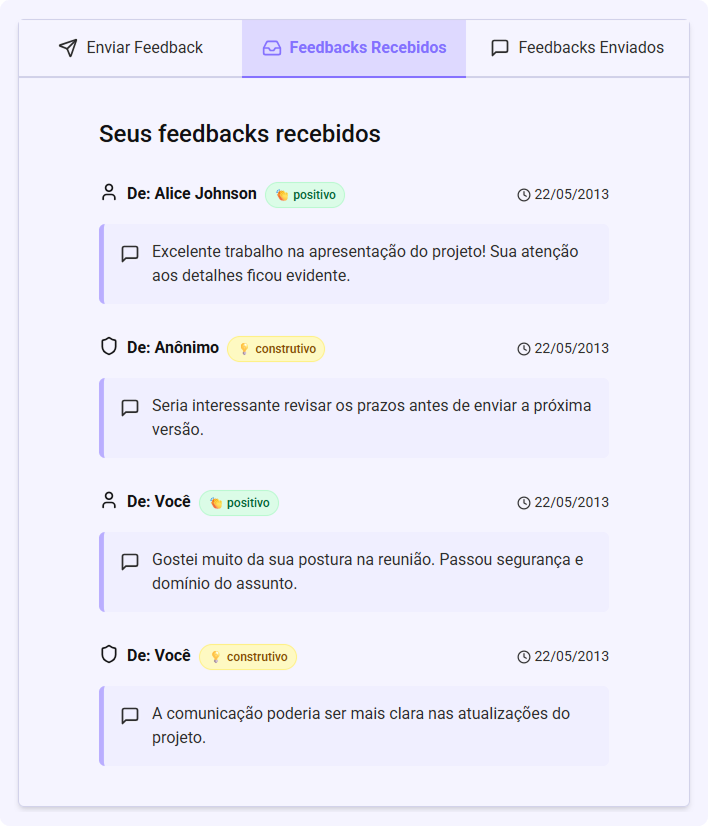 Enviar Feedback
Feedbacks Recebidos
Feedbacks Enviados
Seus feedbacks recebidos
De: Alice Johnson positivo 22/05/2013
Excelente trabalho na apresentação do projeto! Sua atenção
aos detalhes ficou evidente.
De: Anônimo construtivo 22/05/2013
Seria interessante revisar os prazos antes de enviar a próxima
versão.
De: Você positivo 22/05/2013
Gostei muito da sua postura na reunião. Passou segurança e
domínio do assunto.
De: Você construtivo 22/05/2013
A comunicação poderia ser mais clara nas atualizações do
projeto.